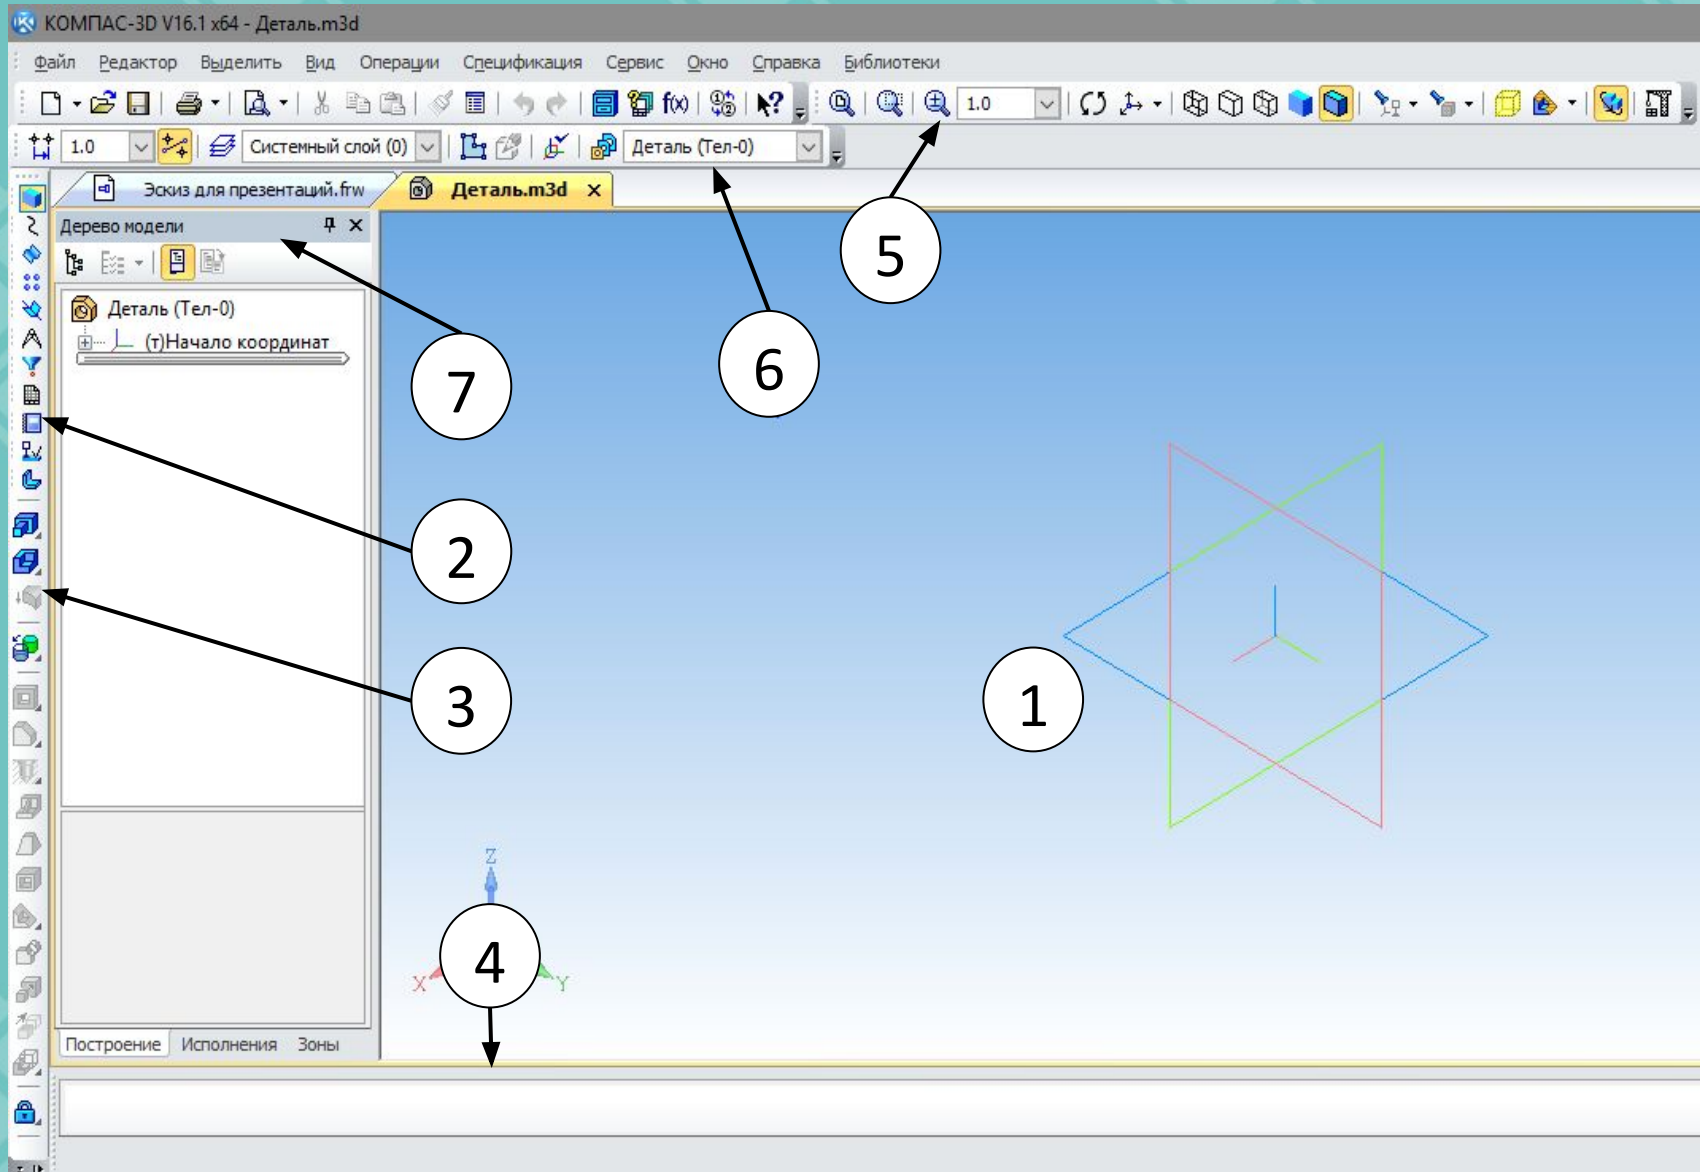 КОМПАС-3D V16.1 x64 - Деталь.m3d
Файл Редактор Выделить Вид Операции Спецификация Сервис Окно Справка Библиотеки
f(x) 1.0
1.0 Системный слой (0) Деталь (Тел-0)
Эскиз для презентаций.frw Деталь.m3d
Дерево модели
Деталь (Тел-0)
(т)Начало координат
5
6
7
2
3
1
Z
4
X Y
Построение Исполнения Зоны